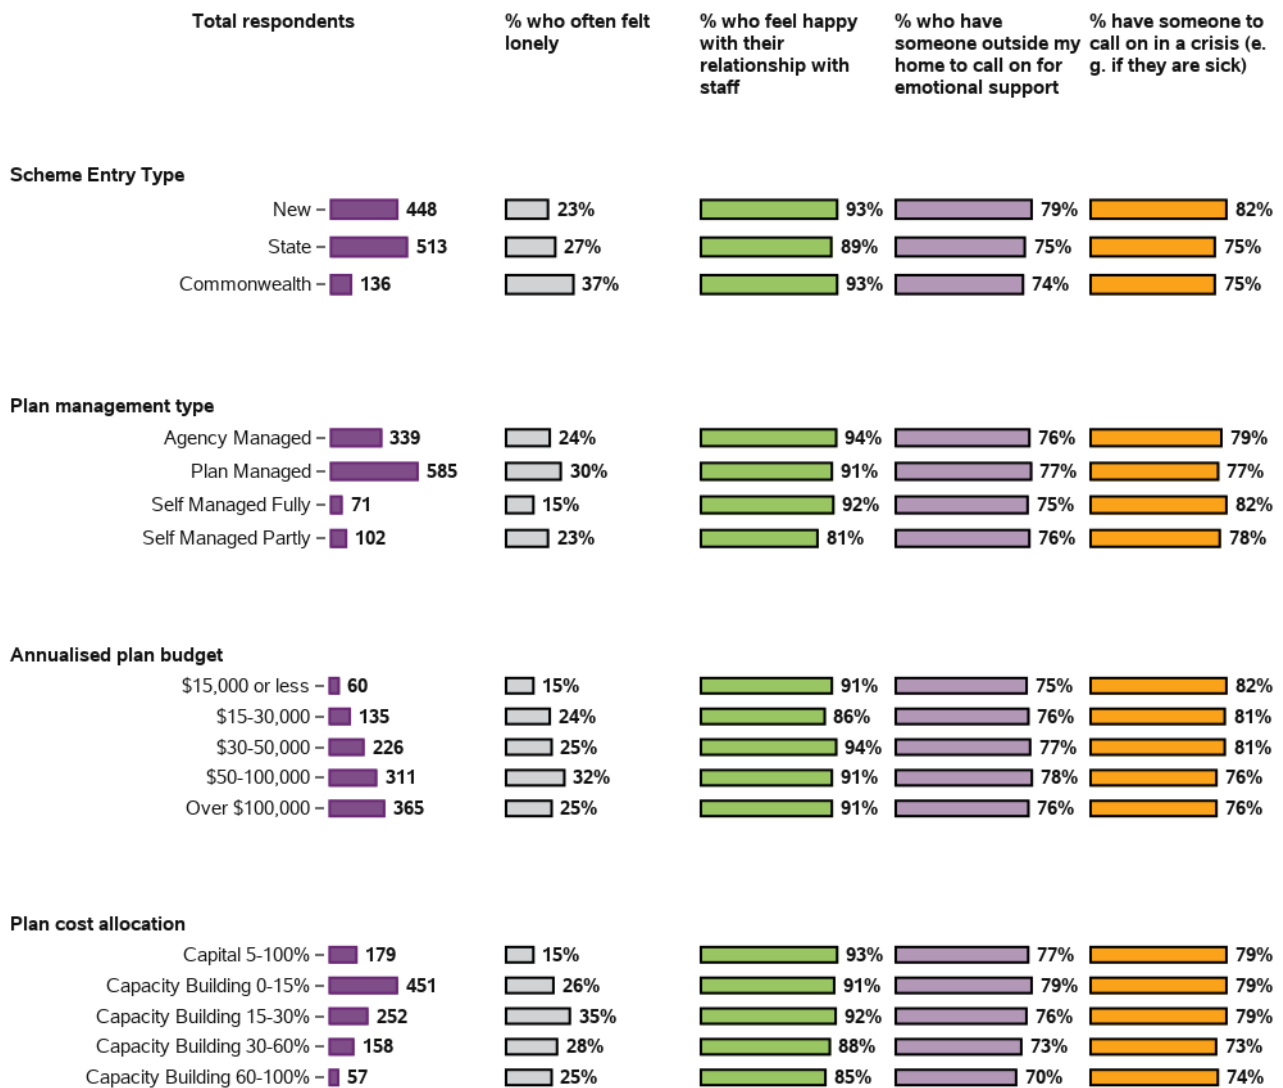 Total respondents
% who often felt
lonely
% who feel happy
with their
relationship with
staff
% who have
someone outside my
home to call on for
emotional support
% have someone to
call on in a crisis (e.
g. if they are sick)
Scheme Entry Type
New 448 23% 93% 79% 82%
State 513 27% 89% 75% 75%
Commonwealth 136 37% 93% 74% 75%
Plan management type
Agency Managed 339 24% 94% 76% 79%
Plan Managed 585 30% 91% 77% 77%
Self Managed Fully 71 15% 92% 75% 82%
Self Managed Partly 102 23% 81% 76% 78%
Annualised plan budget
$15,000 or less 60 15% 91% 75% 82%
$15-30,000 135 24% 86% 76% 81%
$30-50,000 226 25% 94% 77% 81%
$50-100,000 311 32% 91% 78% 76%
Over $100,000 365 25% 91% 76% 76%
Plan cost allocation
Capital 5-100% 179 15% 93% 77% 79%
Capacity Building 0-15% 451 26% 91% 79% 79%
Capacity Building 15-30% 252 35% 92% 76% 79%
Capacity Building 30-60% 158 28% 88% 73% 73%
Capacity Building 60-100% 57 25% 85% 70% 74%